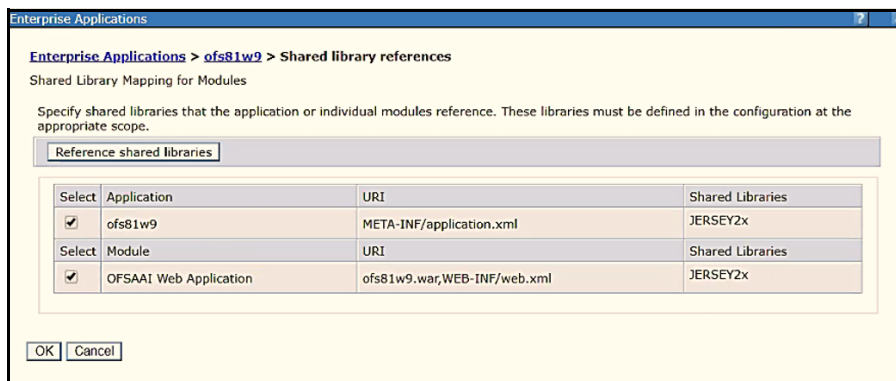 Enterprise Applications ?
Enterprise Applications > ofs81w9 > Shared library references
Shared Library Mapping for Modules
Specify shared libraries that the application or individual modules reference. These libraries must be defined in the configuration at the
appropriate scope.
Reference shared libraries
Select Application URI Shared Libraries
ofs81w9 META-INF/application.xml JERSEY2x
Select Module URI Shared Libraries
OFSAAI Web Application ofs81w9.war,WEB-INF/web.xml JERSEY2x
OK Cancel